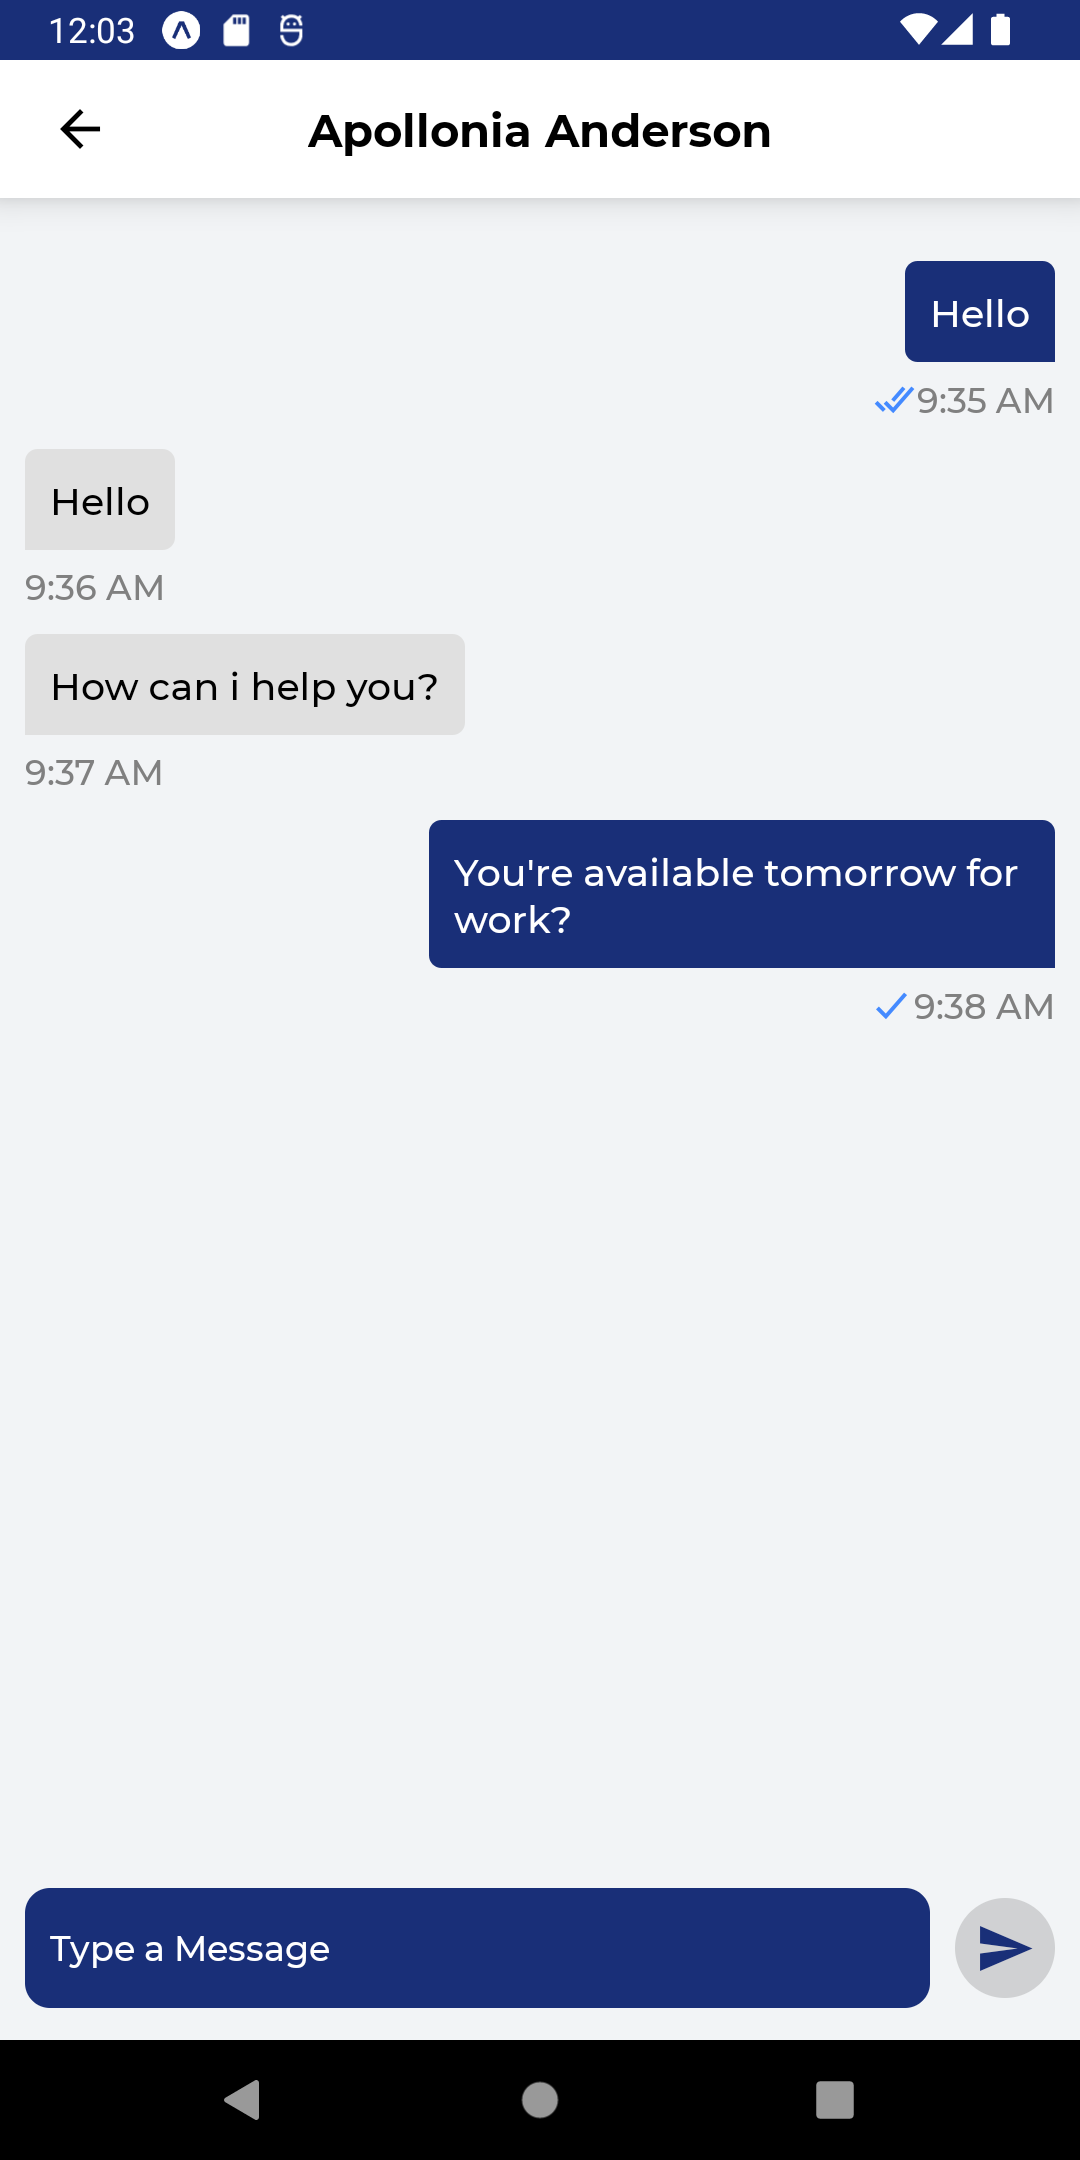 12:03
Apollonia Anderson
Hello
9:35 AM
Hello
9:36 AM
How can i help you?
9:37 AM
You're available tomorrow for
work?
9:38 AM
Type a Message